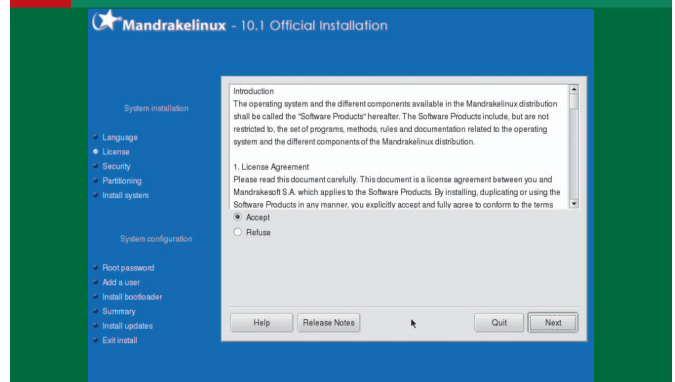 Mandrakelinux - 10.1 Official Installation
System installation
Language
License
Security
Partitioning
Install system
System configuration
Root password
Add a user
Install bootloader
Summary
Install updates
Exit install
Introduction
The operating system and the different components available in the Mandrakelinux distribution
shall be called the "Software Products" hereafter. The Software Products include, but are not
restricted to, the set of programs, methods, rules and documentation related to the operating
system and the different components of the Mandrakelinux distribution.
1. License Agreement
Please read this document carefully. This document is a license agreement between you and
Mandrakesoft S.A. which applies to the Software Products. By installing, duplicating or using the
Software Products in any manner, you explicitly accept and fully agree to conform to the terms
Accept
Refuse
Help
Release Notes
Quit
Next